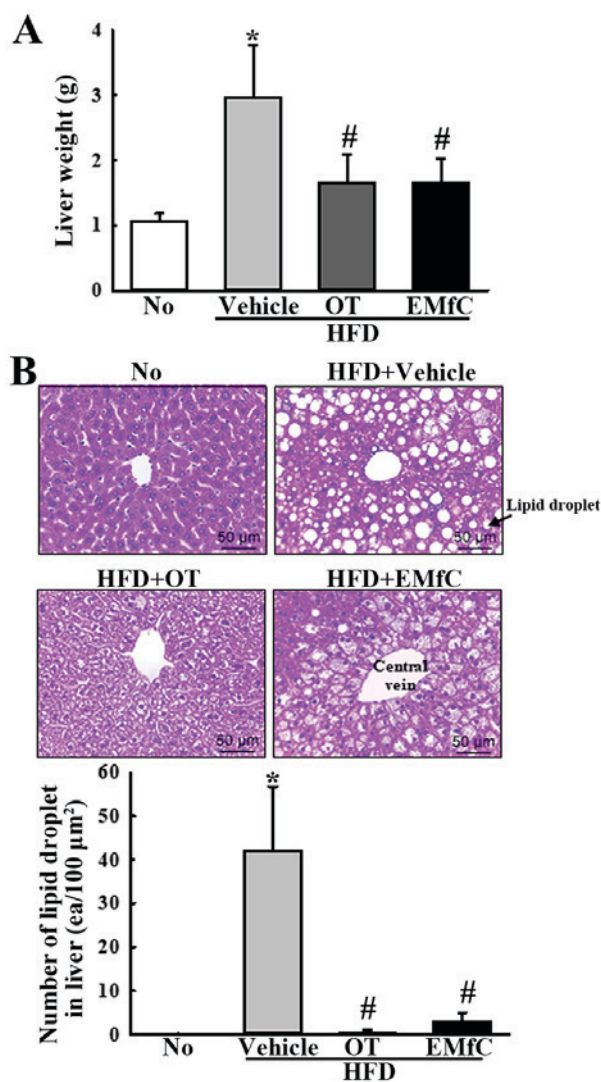 A
Liver weight (g)
4
3
2
1
0
*
#
#
No
Vehicle
OT
EMfC
HFD
B
No
HFD+Vehicle
50 μm
50 μm
Lipid droplet
HFD+OT
HFD+EMfC
Central
vein
50 μm
50 μm
Number of lipid droplet
in liver (ea/100 μm²)
60
50
40
30
20
10
0
*
#
#
No
Vehicle
OT
EMfC
HFD